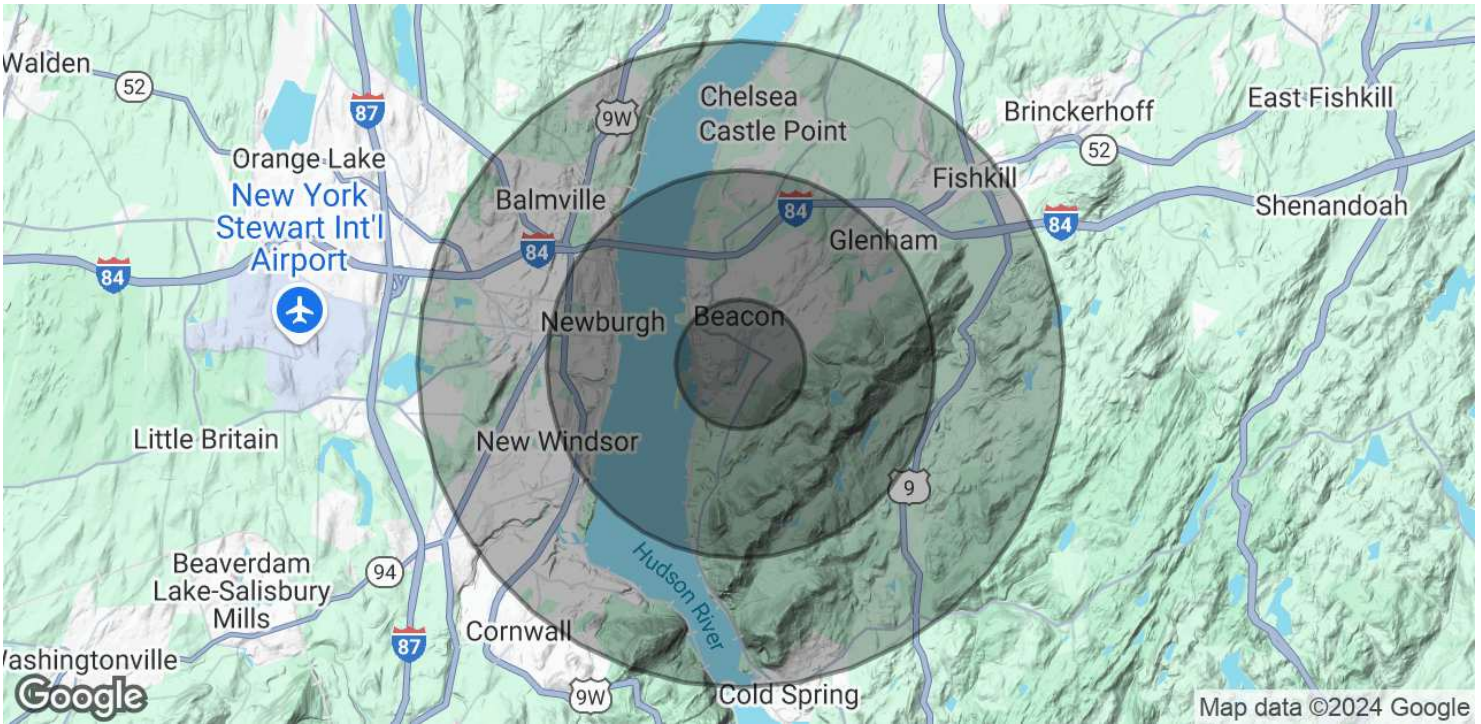 Walden
52
87
9W
Chelsea
Castle Point
Brinckerhoff
East Fishkill
52
Orange Lake
New York
Stewart Int'l
Airport
Balmville
Fishkill
84
Shenandoah
84
Glenham
84
84
Newburgh
Beacon
Little Britain
New Windsor
9
Beaverdam
Lake-Salisbury
Mills
94
Hudson River
Cornwall
87
Washingtonville
9W
Cold Spring
Google
Map data ©2024 Google